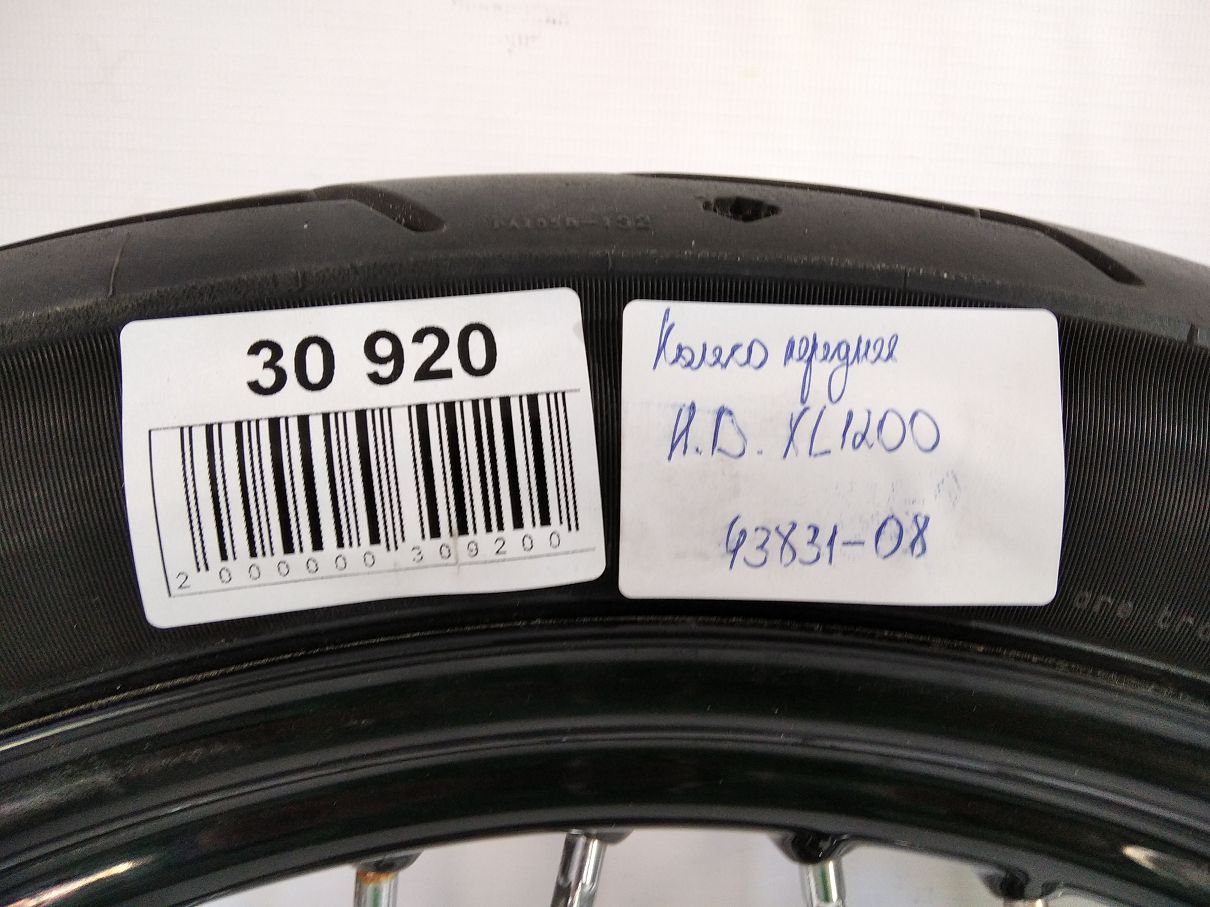 30 920
2 000000 309200
Колесо переднее
H.D. XL1200
43831-08